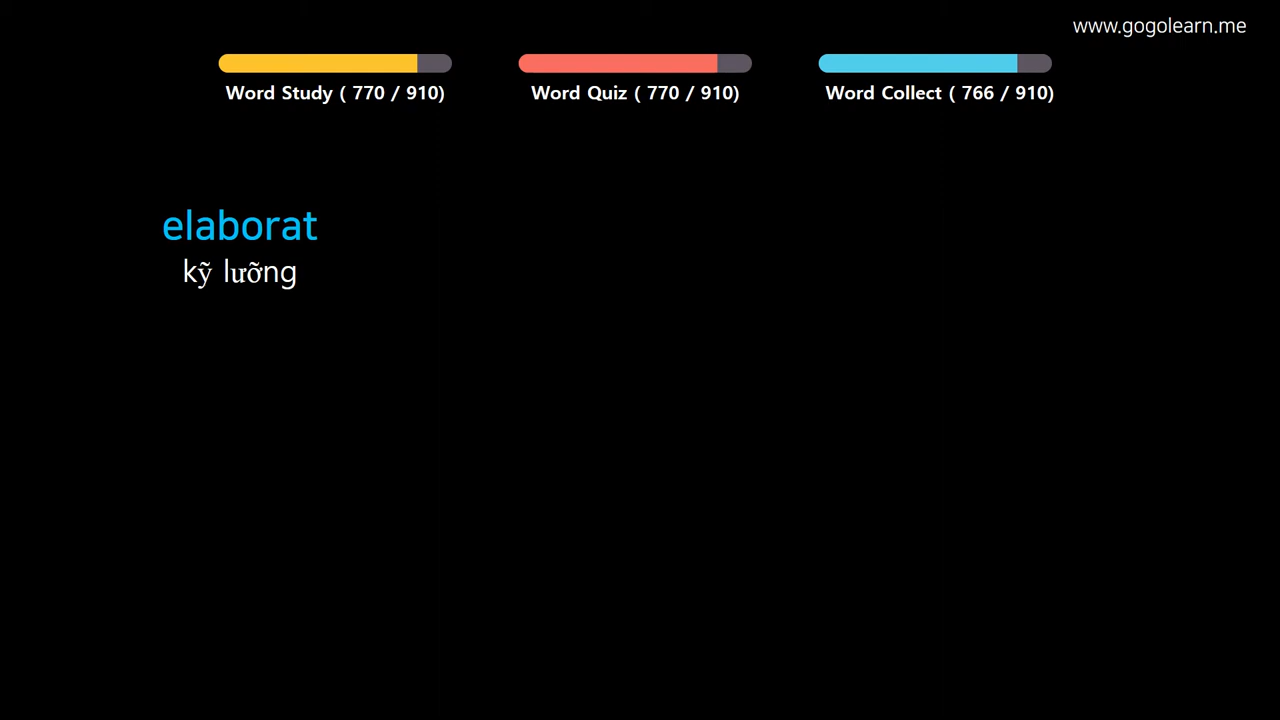 www.gogolearn.me
Word Study ( 770 / 910)
Word Quiz ( 770 / 910)
Word Collect ( 766 / 910)
elaborat
kỹ lưỡng